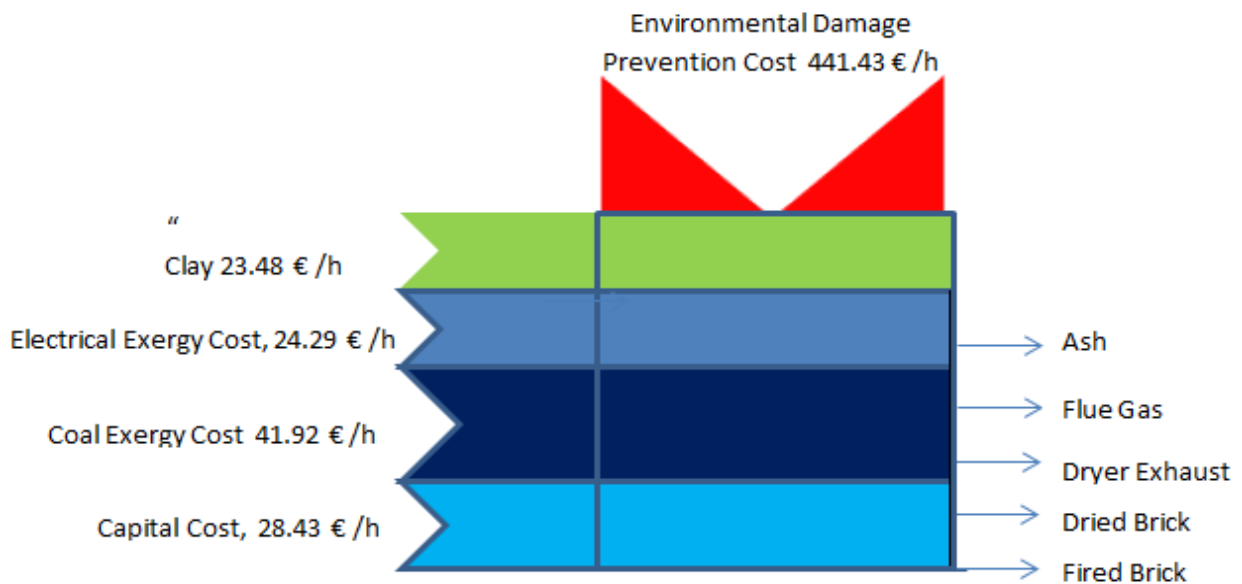 Environmental Damage
Prevention Cost 441.43 € /h
“
Clay 23.48 € /h
Electrical Exergy Cost, 24.29 € /h
Coal Exergy Cost 41.92 € /h
Capital Cost, 28.43 € /h
Ash
Flue Gas
Dryer Exhaust
Dried Brick
Fired Brick